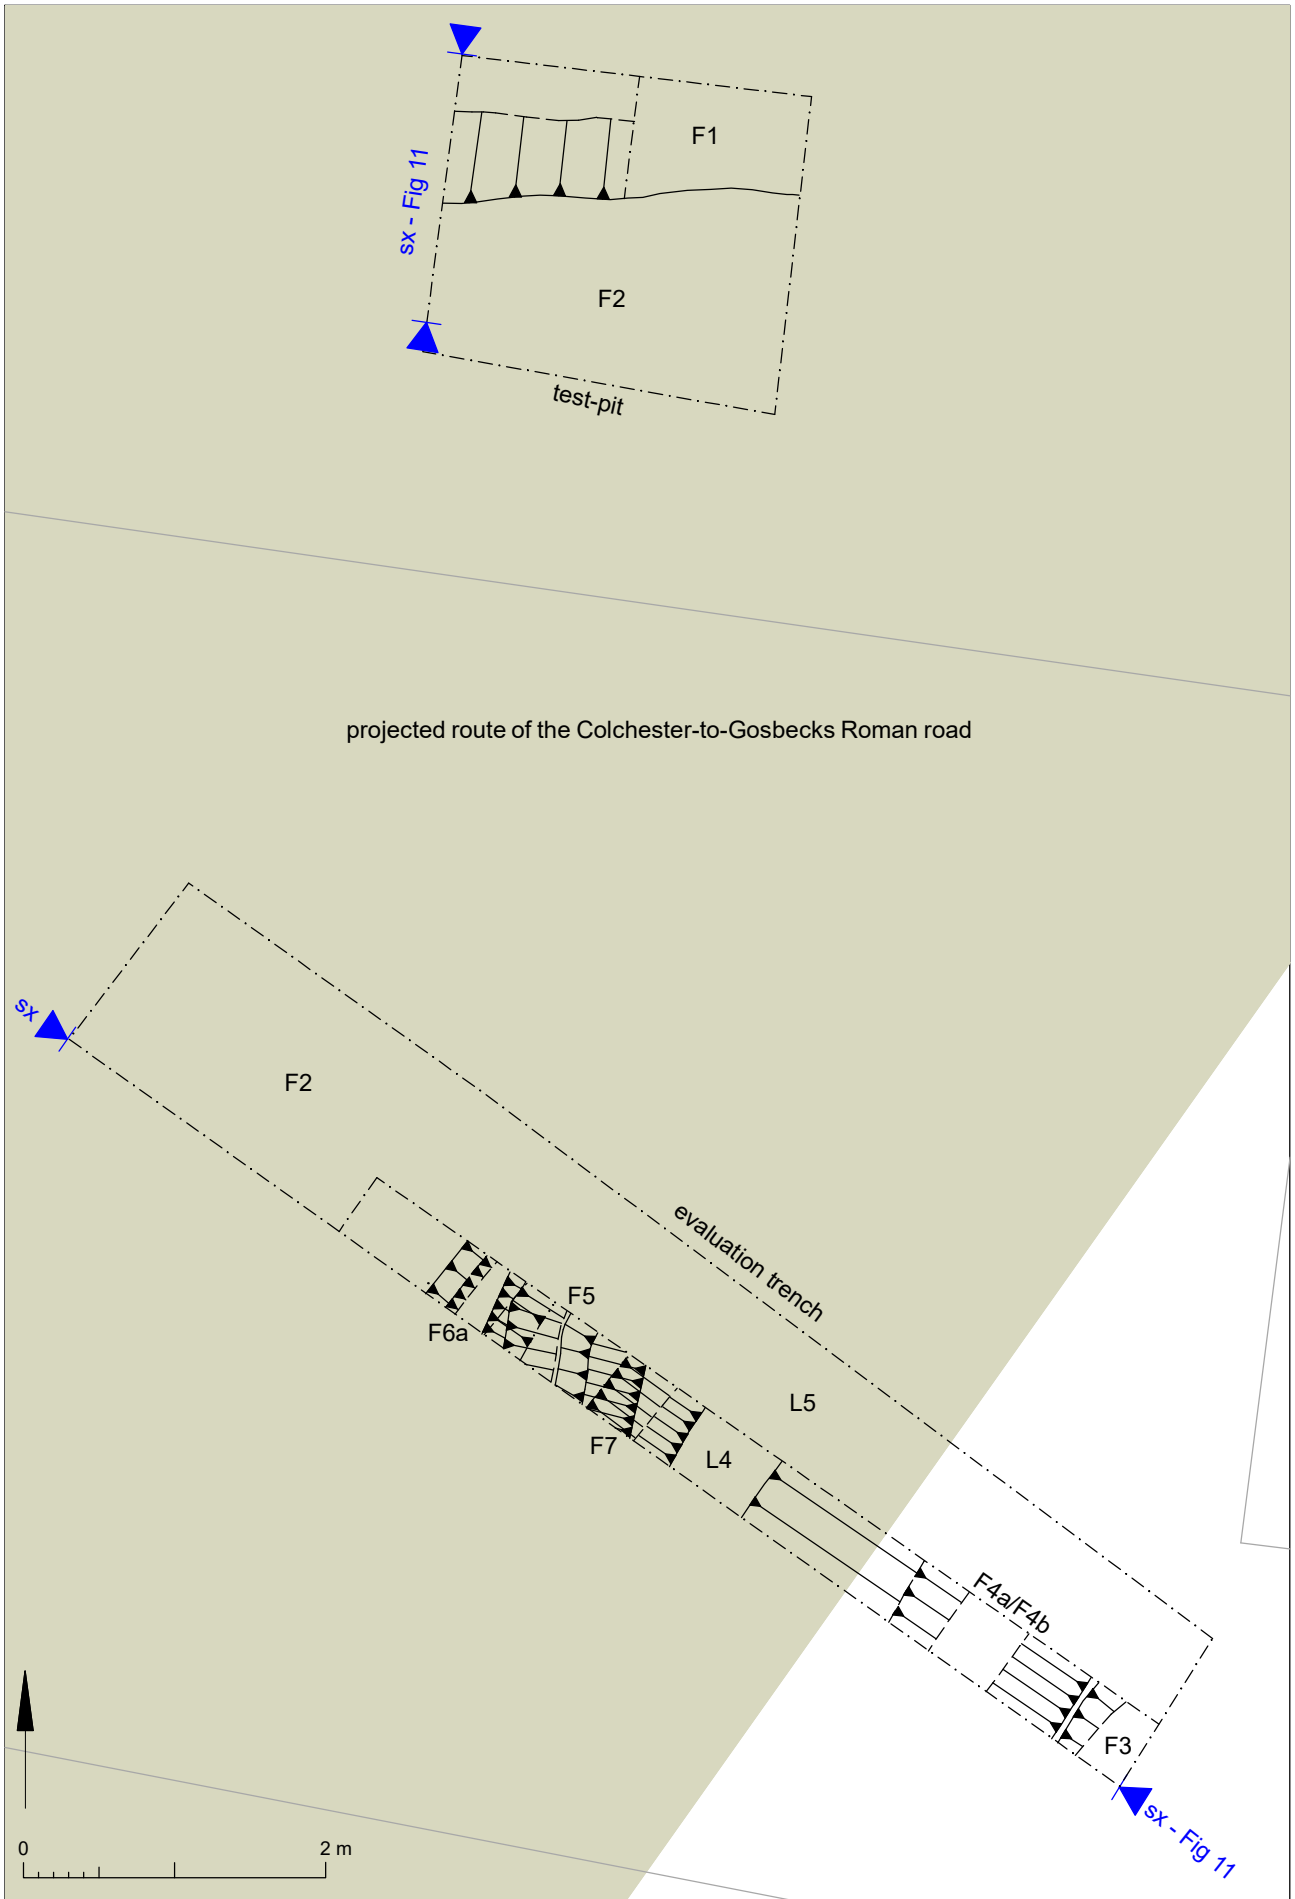 F1
sx - Fig 11
F2
test-pit
projected route of the Colchester-to-Gosbecks Roman road
sx
F2
evaluation trench
F5
F6a
L5
F7
L4
F4a/F4b
F3
sx - Fig 11
0
2 m